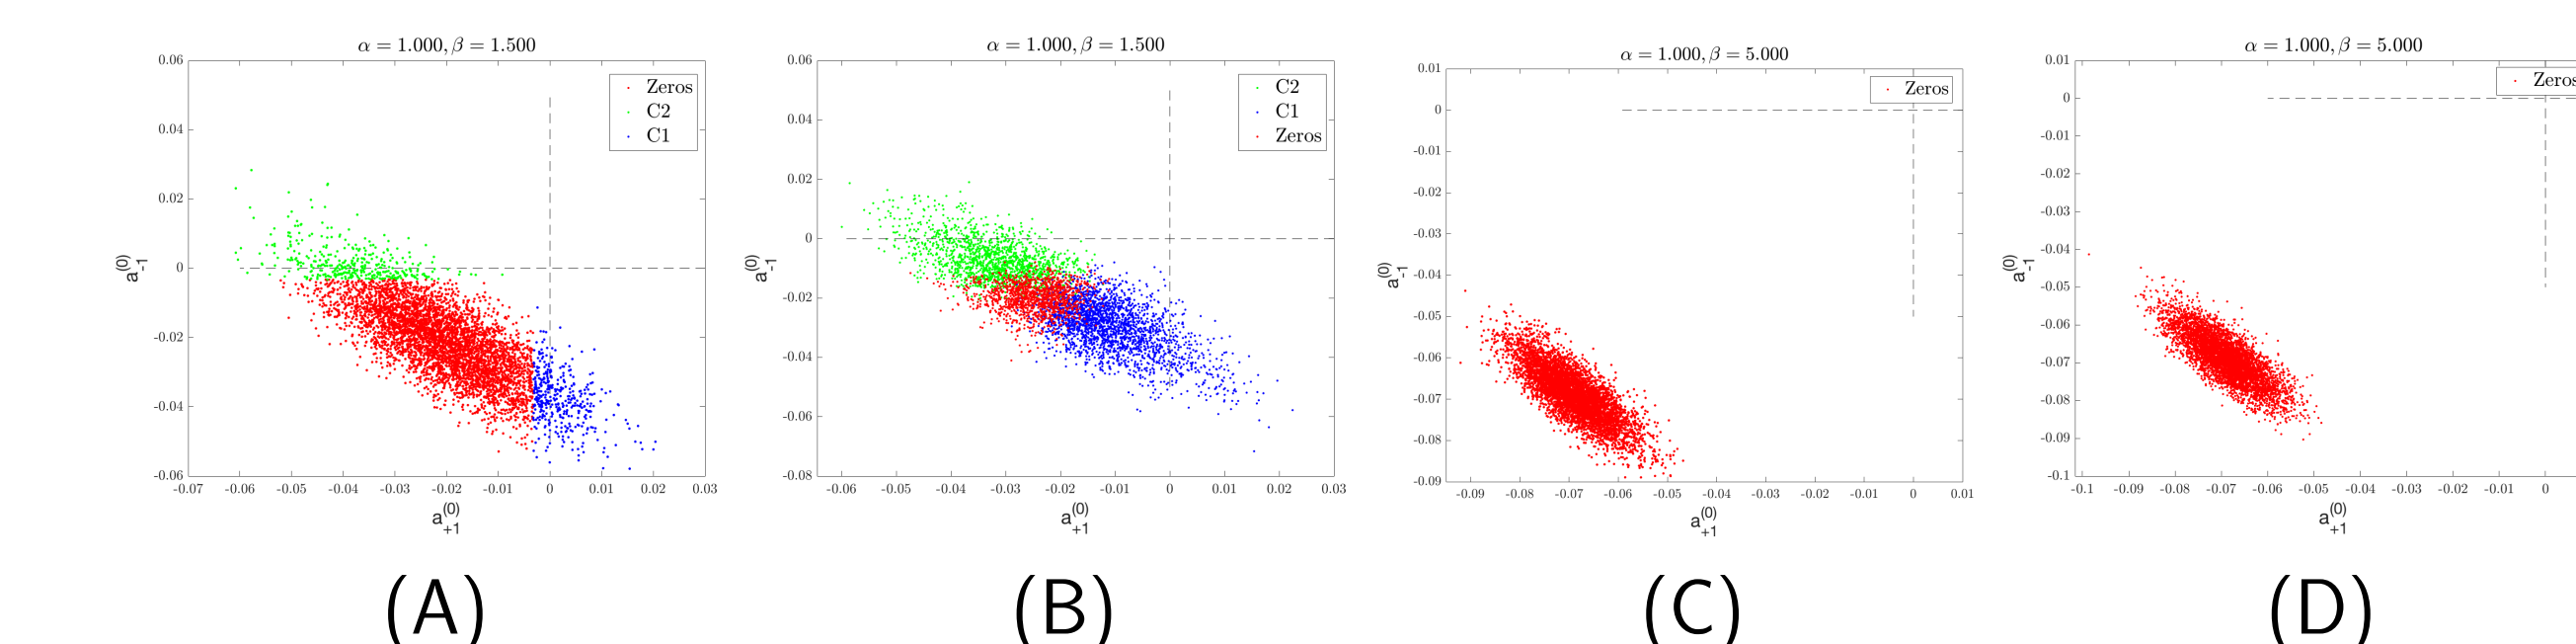 α = 1.000, β = 1.500
0.06
0.04
0.02
0
-0.02
-0.04
-0.06
-0.07 -0.06 -0.05 -0.04 -0.03 -0.02 -0.01 0 0.01 0.02 0.03
a(0)-1
a(0)+1
Zeros
C2
C1
(A)
α = 1.000, β = 1.500
0.06
0.04
0.02
0
-0.02
-0.04
-0.06
-0.08
-0.06 -0.05 -0.04 -0.03 -0.02 -0.01 0 0.01 0.02 0.03
a(0)-1
a(0)+1
C2
C1
Zeros
(B)
α = 1.000, β = 5.000
0.01
0
-0.01
-0.02
-0.03
-0.04
-0.05
-0.06
-0.07
-0.08
-0.09
-0.09 -0.08 -0.07 -0.06 -0.05 -0.04 -0.03 -0.02 -0.01 0 0.01
a(0)-1
a(0)+1
Zeros
(C)
α = 1.000, β = 5.000
0.01
0
-0.01
-0.02
-0.03
-0.04
-0.05
-0.06
-0.07
-0.08
-0.09
-0.1
-0.1 -0.09 -0.08 -0.07 -0.06 -0.05 -0.04 -0.03 -0.02 -0.01 0
a(0)-1
a(0)+1
Zeros
(D)